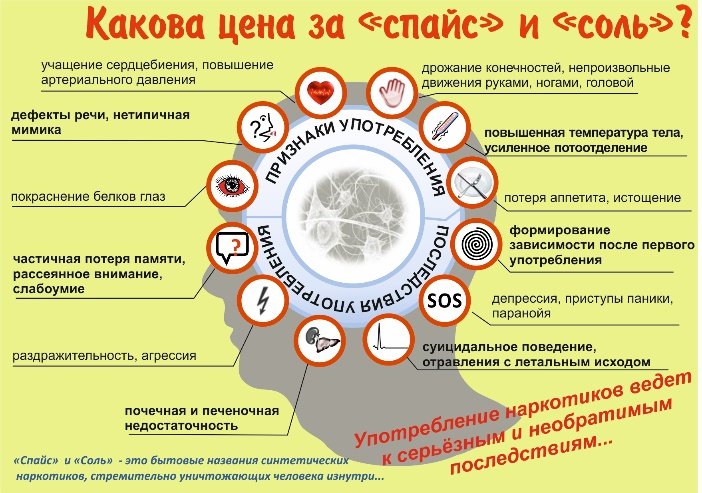 Какова цена за «спайс» и «соль»?
учащение сердцебиения, повышение
артериального давления
дрожание конечностей, непроизвольные
движения руками, ногами, головой
дефекты речи, нетипичная
мимика
повышенная температура тела,
усиленное потоотделение
ПРИЗНАКИ УПОТРЕБЛЕНИЯ
покраснение белков глаз
потеря аппетита, истощение
ПОСЛЕДСТВИЯ УПОТРЕБЛЕНИЯ
частичная потеря памяти,
рассеянное внимание,
слабоумие
?
формирование
зависимости после первого
употребления
SOS
депрессия, приступы паники,
паранойя
раздражительность, агрессия
суицидальное поведение,
отравления с летальным исходом
почечная и печеночная
недостаточность
Употребление наркотиков ведет
к серьёзным и необратимым
последствиям...
«Спайс» и «Соль» - это бытовые названия синтетических
наркотиков, стремительно уничтожающих человека изнутри...